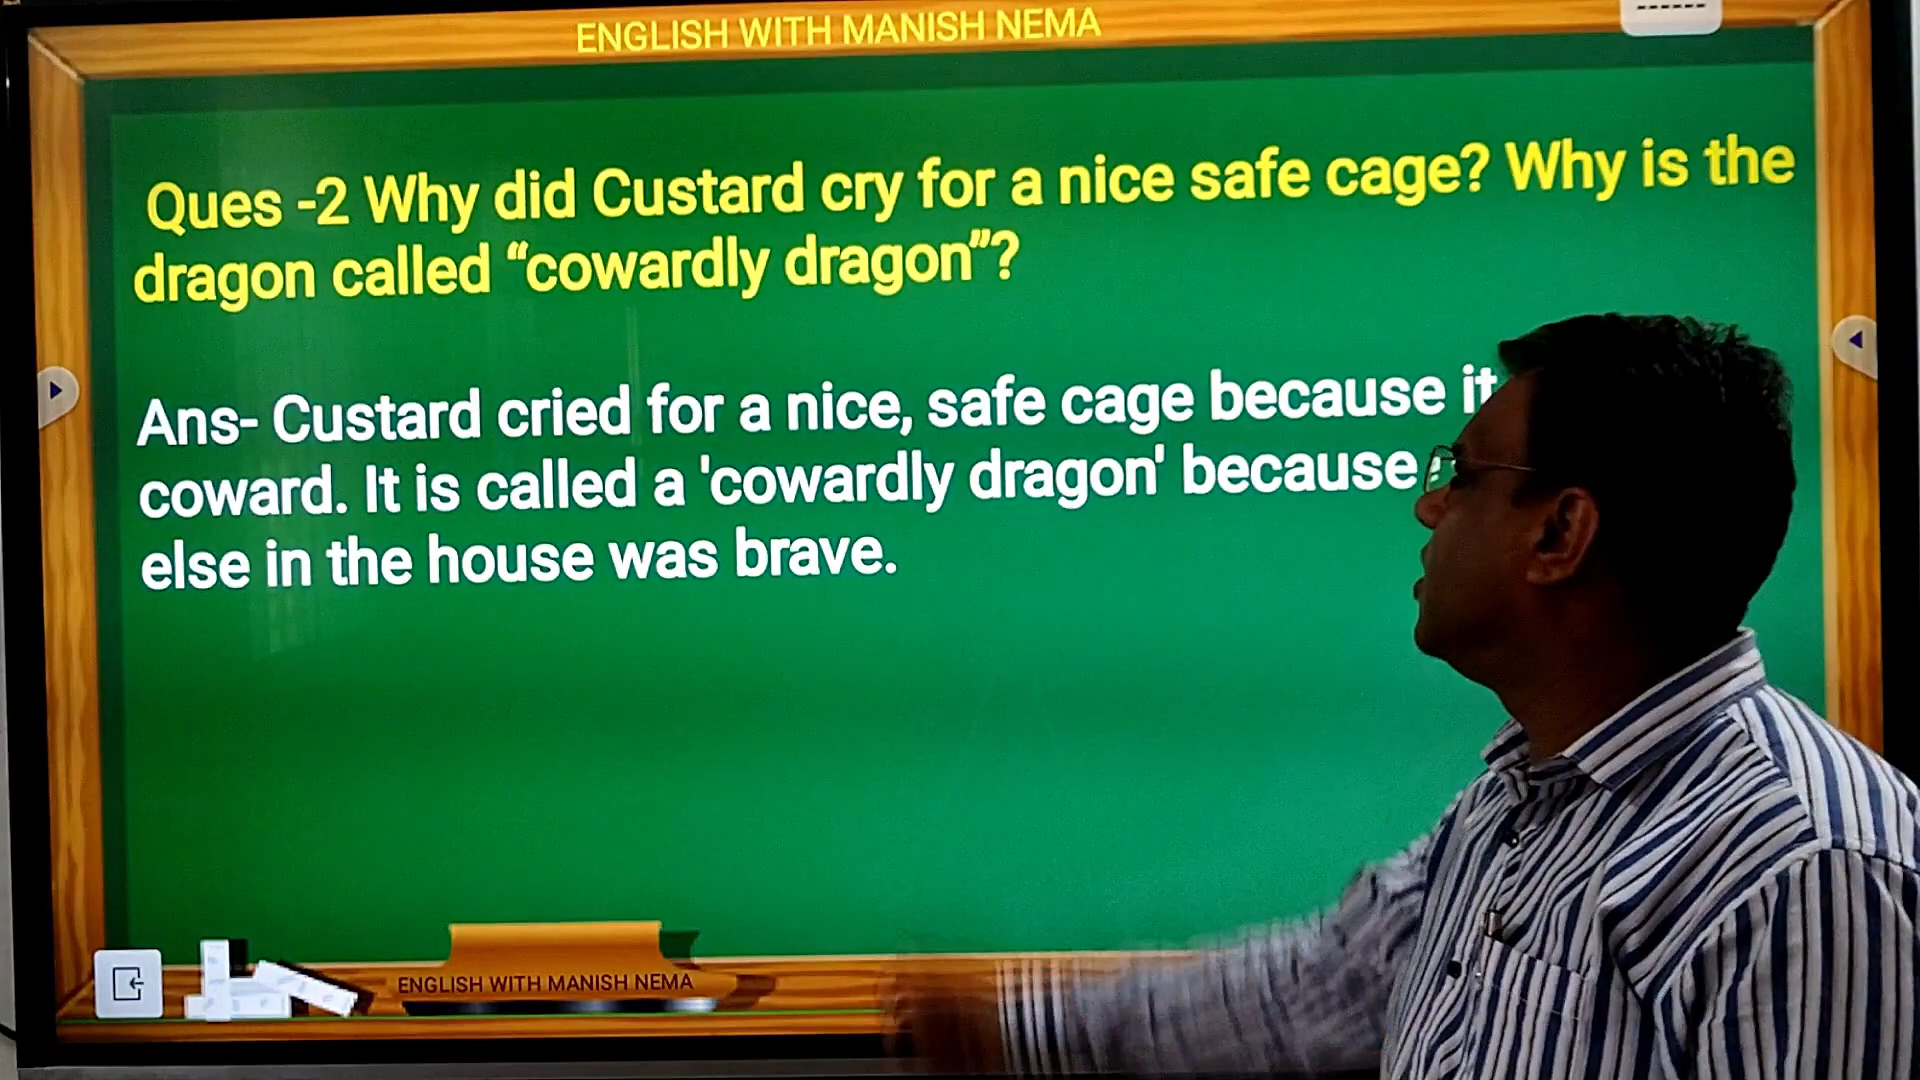 ENGLISH WITH MANISH NEMA
Ques -2 Why did Custard cry for a nice safe cage? Why is the
dragon called “cowardly dragon”?
Ans- Custard cried for a nice, safe cage because it
coward. It is called a 'cowardly dragon' because
else in the house was brave.
ENGLISH WITH MANISH NEMA